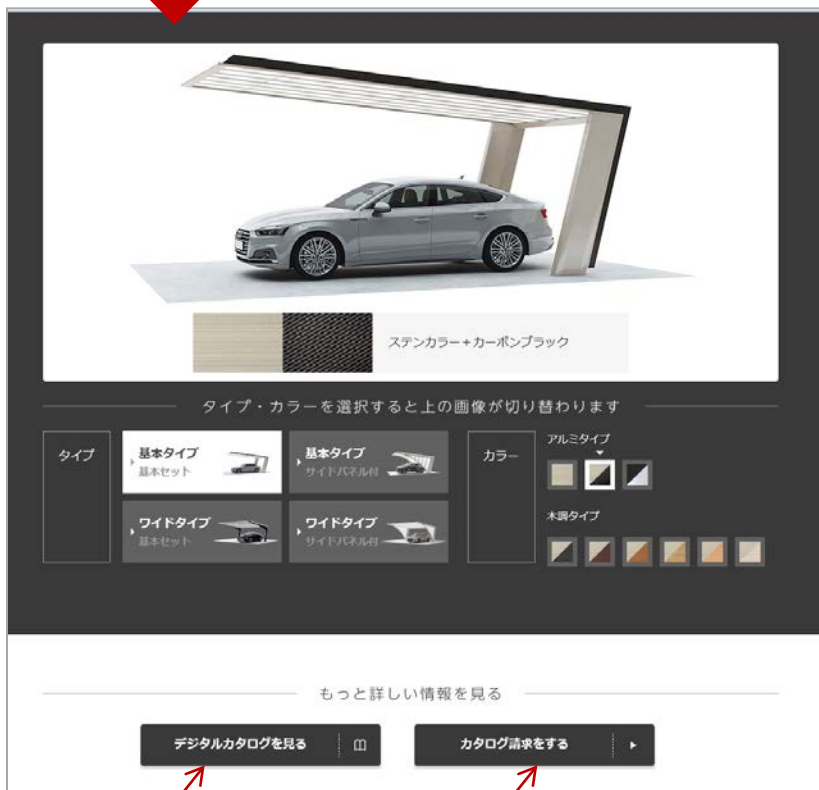 ステンカラー+カーボンブラック
タイプ・カラーを選択すると上の画像が切り替わります
タイプ
基本タイプ
基本セット
基本タイプ
サイドパネル付
ワイドタイプ
基本セット
ワイドタイプ
サイドパネル付
カラー
アルミタイプ
木調タイプ
もっと詳しい情報を見る
デジタルカタログを見る
カタログ請求をする